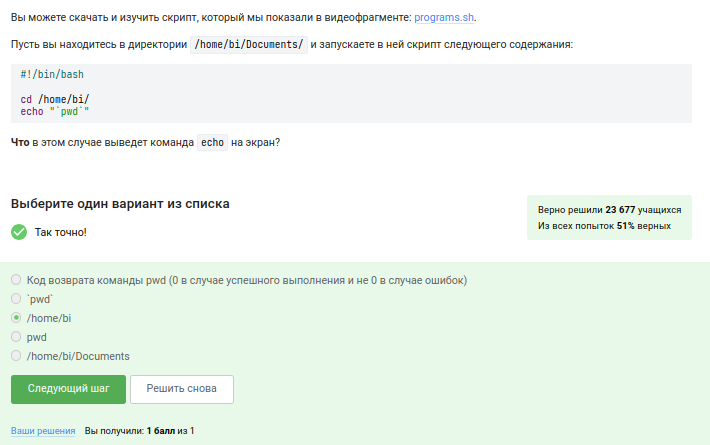 Вы можете скачать и изучить скрипт, который мы показали в видеофрагменте: programs.sh.
Пусть вы находитесь в директории /home/bi/Documents/ и запускаете в ней скрипт следующего содержания:
#!/bin/bash
cd /home/bi/
echo "`pwd`"
Что в этом случае выведет команда echo на экран?
Выберите один вариант из списка
Верно решили 23 677 учащихся
Из всех попыток 51% верных
Так точно!
Код возврата команды pwd (0 в случае успешного выполнения и не 0 в случае ошибок)
`pwd`
/home/bi
pwd
/home/bi/Documents
Следующий шаг
Решить снова
Ваши решения Вы получили: 1 балл из 1